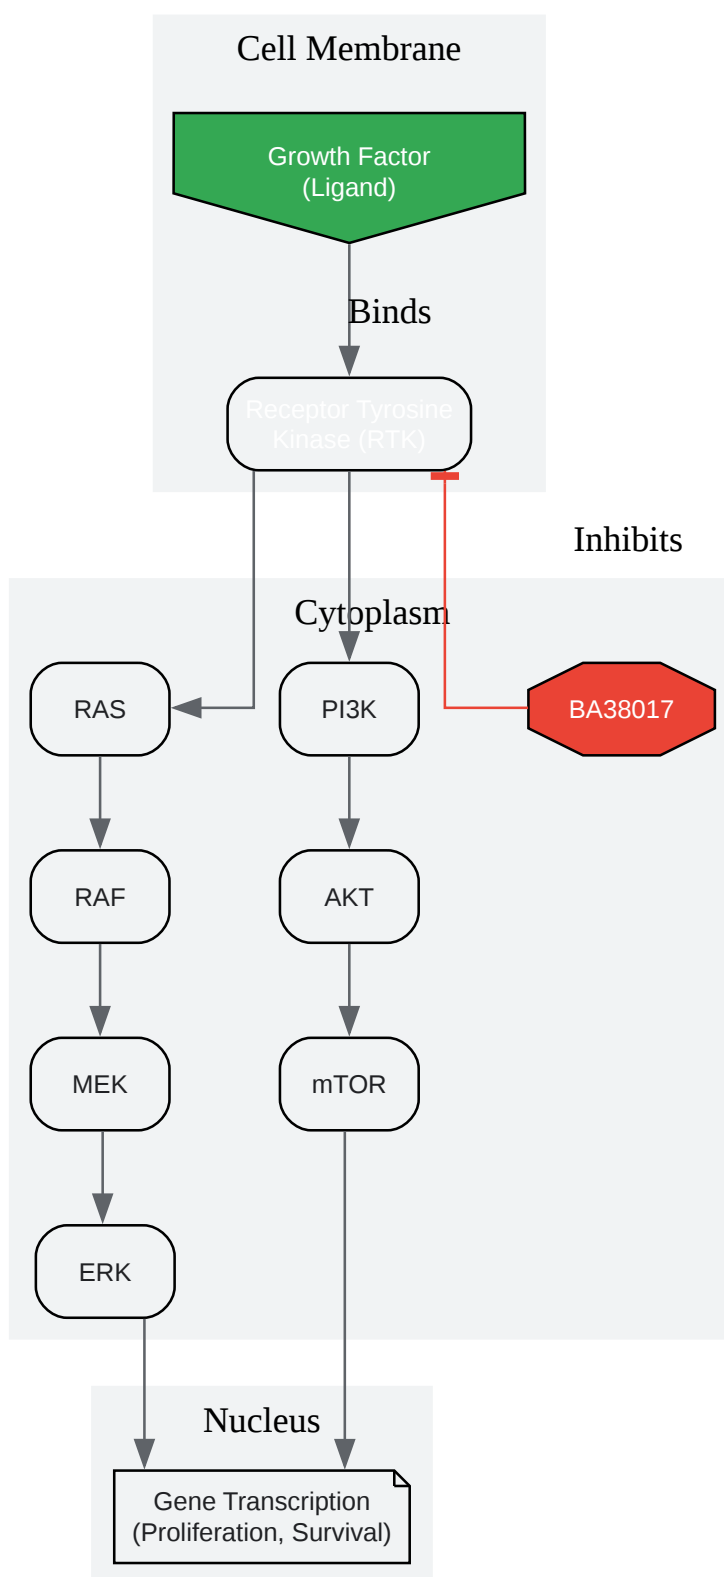 Cell Membrane
Growth Factor
(Ligand)
Binds
Receptor Tyrosine
Kinase (RTK)
Inhibits
Cytoplasm
RAS
PI3K
BA38017
RAF
AKT
MEK
mTOR
ERK
Nucleus
Gene Transcription
(Proliferation, Survival)